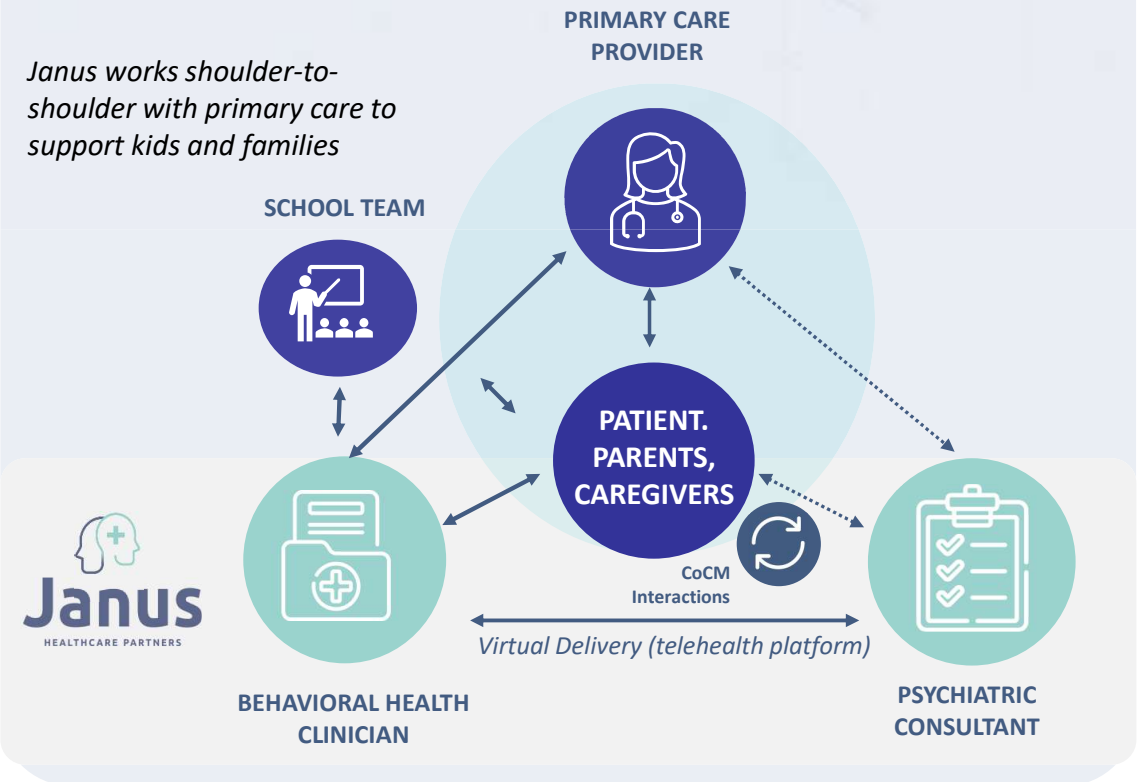 PRIMARY CARE
PROVIDER
Janus works shoulder-to-
shoulder with primary care to
support kids and families
SCHOOL TEAM
PATIENT.
PARENTS,
CAREGIVERS
CoCM
Interactions
Janus
HEALTHCARE PARTNERS
Virtual Delivery (telehealth platform)
BEHAVIORAL HEALTH
CLINICIAN
PSYCHIATRIC
CONSULTANT